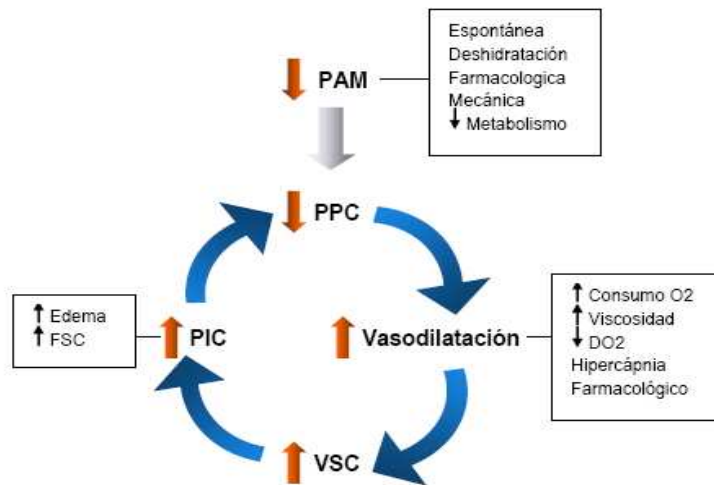 Espontánea
Deshidratación
Farmacologica
Mecánica
↓ Metabolismo
PAM
PPC
↑ Consumo O2
↑ Viscosidad
↓ DO2
Hipercápnia
Farmacológico
Vasodilatación
VSC
PIC
↑ Edema
↑ FSC